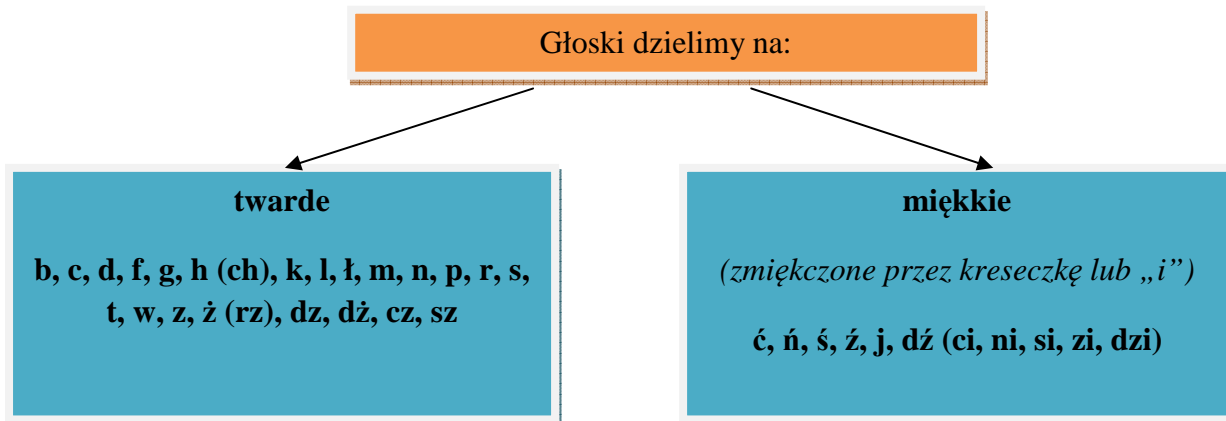 Głoski dzielimy na:
twarde
b, c, d, f, g, h (ch), k, l, ł, m, n, p, r, s,
t, w, z, ż (rz), dz, dż, cz, sz
miękkie
(zmiękczone przez kreseczkę lub „i”)
ć, ń, ś, ź, j, dź (ci, ni, si, zi, dzi)